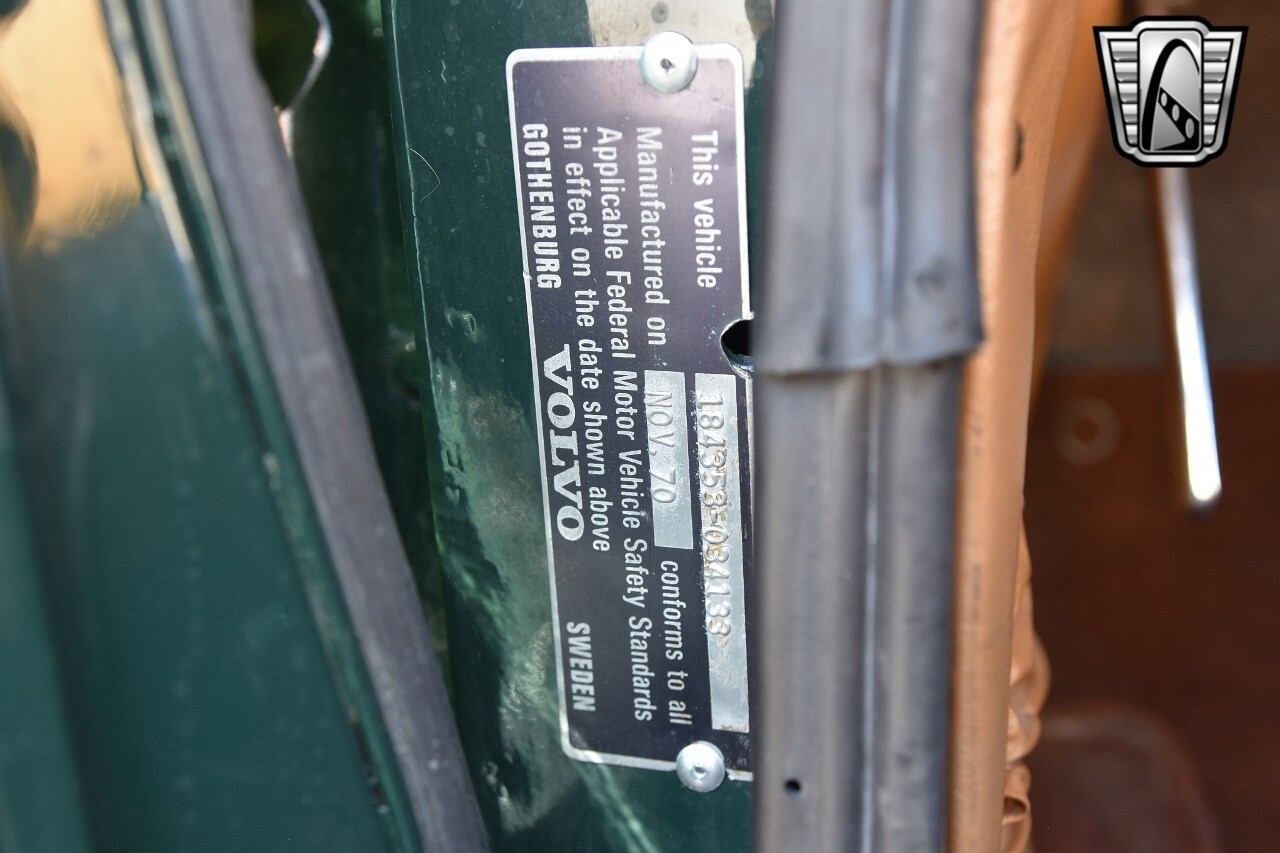 This vehicle 184353-034133
Manufactured on NOV. 70 conforms to all
Applicable Federal Motor Vehicle Safety Standards
in effect on the date shown above
GOTHENBURG VOLVO SWEDEN